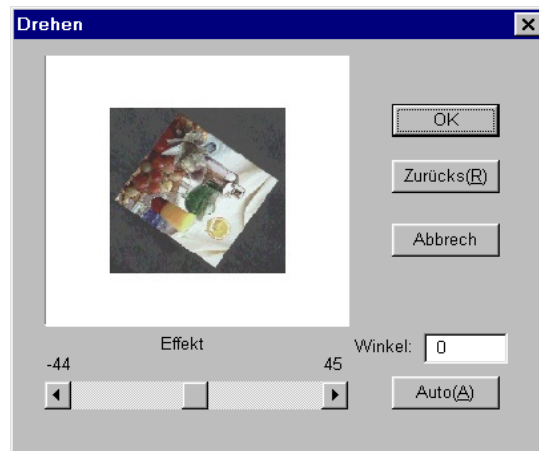 Drehen
OK
Zurücks(R)
Abbrech
Effekt
Winkel: 0
-44 45
Auto(A)